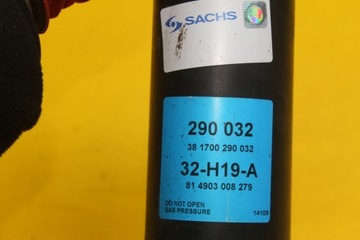 SACHS
290 032
38 1700 290 032
32-H19-A
81 4903 008 279
DO NOT OPEN
GAS PRESSURE
14109